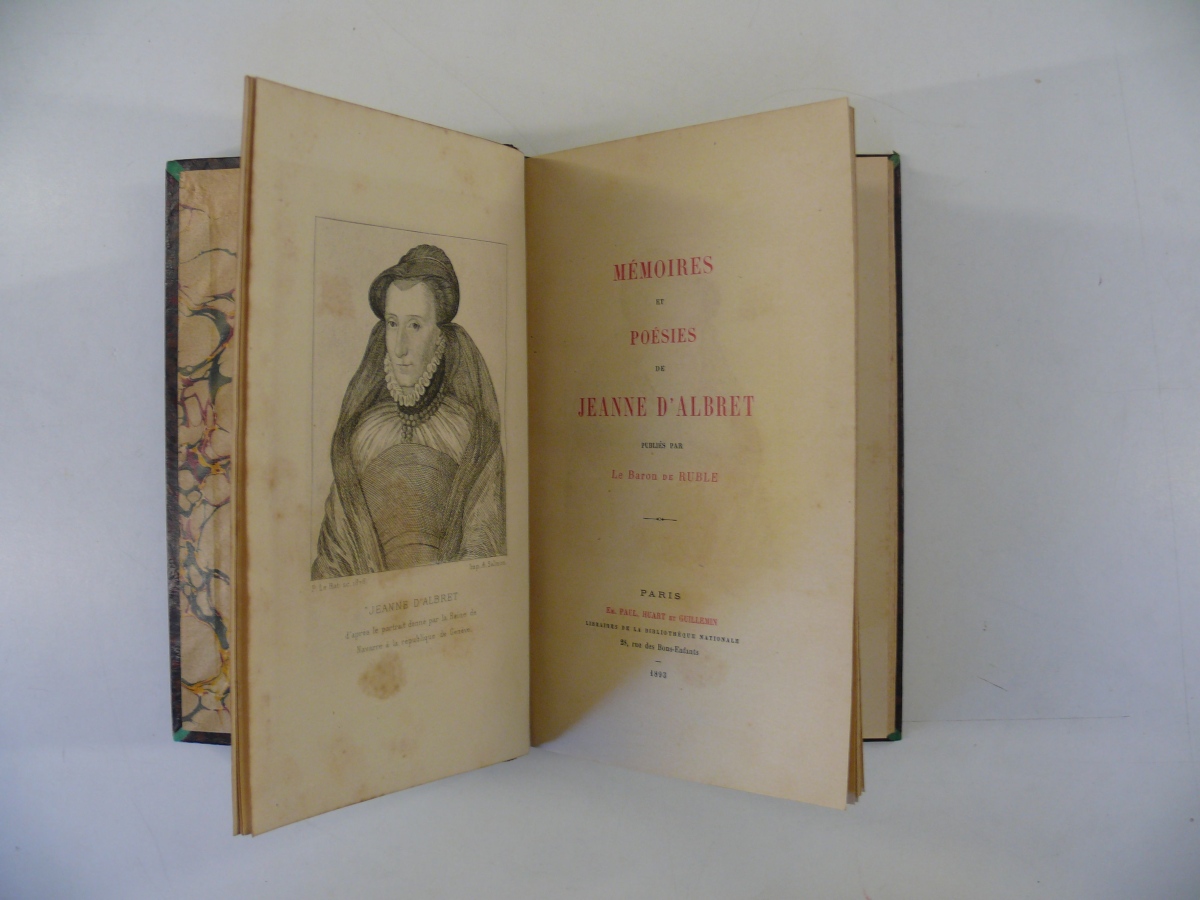 Imp. A. Salmon
JEANNE D'ALBRET
d'après le portrait donné par la Reine de
Navarre à la république de Genève.
MÉMOIRES
ET
POÉSIES
DE
JEANNE D'ALBRET
PUBLIÉS PAR
Le Baron DE RUBLE
PARIS
EM. PAUL, HUART ET GUILLEMIN
LIBRAIRES DE LA BIBLIOTHÈQUE NATIONALE
28, rue des Bons-Enfants
1893